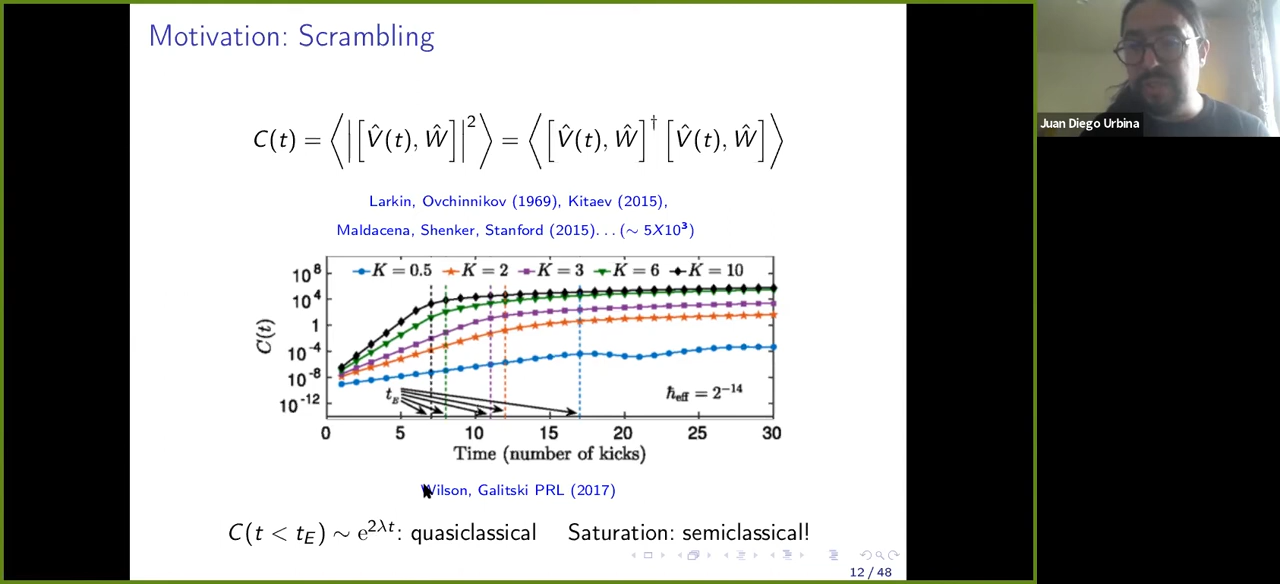 Motivation: Scrambling
Juan Diego Urbina
C(t) = ⟨|[V̂(t), Ŵ]|²⟩ = ⟨[V̂(t), Ŵ]† [V̂(t), Ŵ]⟩
Larkin, Ovchinnikov (1969), Kitaev (2015),
Maldacena, Shenker, Stanford (2015)...(∼ 5X10³)
K = 0.5 K = 2 K = 3 K = 6 K = 10
10⁸
10⁴
1
10⁻⁴
10⁻⁸
10⁻¹²
C(t)
t_E
ħ_eff = 2⁻¹⁴
0 5 10 15 20 25 30
Time (number of kicks)
Wilson, Galitski PRL (2017)
C(t < t_E) ∼ e^{2λt}: quasiclassical Saturation: semiclassical!
12 / 48